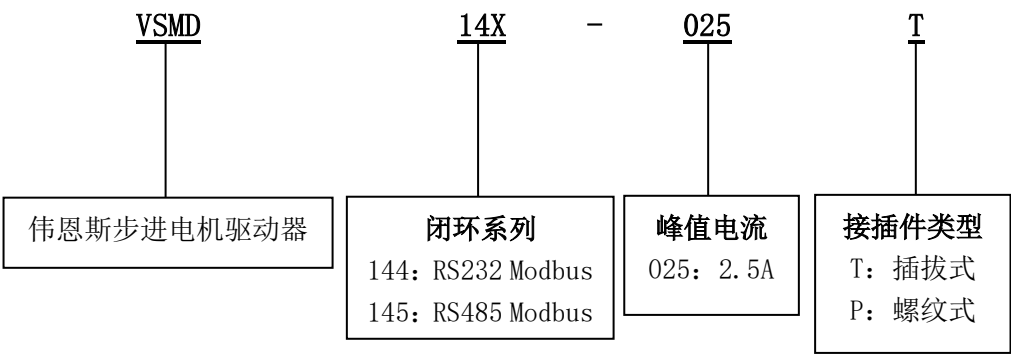 VSMD 14X - 025 T
伟恩斯步进电机驱动器
闭环系列
144: RS232 Modbus
145: RS485 Modbus
峰值电流
025: 2.5A
接插件类型
T: 插拔式
P: 螺纹式